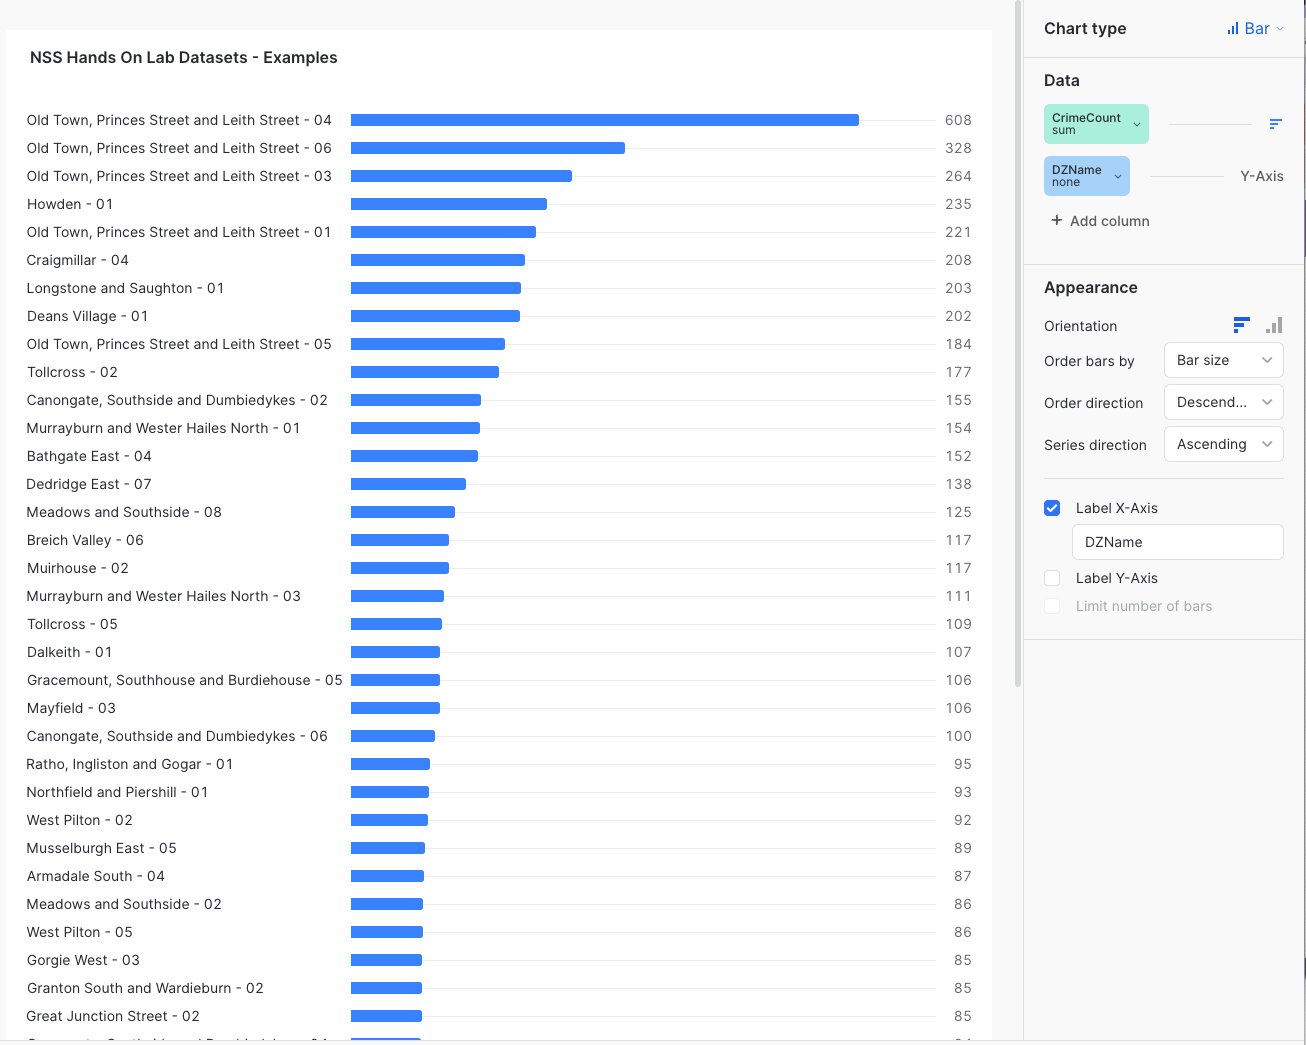 NSS Hands On Lab Datasets - Examples
Old Town, Princes Street and Leith Street - 04 608
Old Town, Princes Street and Leith Street - 06 328
Old Town, Princes Street and Leith Street - 03 264
Howden - 01 235
Old Town, Princes Street and Leith Street - 01 221
Craigmillar - 04 208
Longstone and Saughton - 01 203
Deans Village - 01 202
Old Town, Princes Street and Leith Street - 05 184
Tollcross - 02 177
Canongate, Southside and Dumbiedykes - 02 155
Murrayburn and Wester Hailes North - 01 154
Bathgate East - 04 152
Dedridge East - 07 138
Meadows and Southside - 08 125
Breich Valley - 06 117
Muirhouse - 02 117
Murrayburn and Wester Hailes North - 03 111
Tollcross - 05 109
Dalkeith - 01 107
Gracemount, Southhouse and Burdiehouse - 05 106
Mayfield - 03 106
Canongate, Southside and Dumbiedykes - 06 100
Ratho, Ingliston and Gogar - 01 95
Northfield and Piershill - 01 93
West Pilton - 02 92
Musselburgh East - 05 89
Armadale South - 04 87
Meadows and Southside - 02 86
West Pilton - 05 86
Gorgie West - 03 85
Granton South and Wardieburn - 02 85
Great Junction Street - 02 85
Chart type Bar
Data
CrimeCount
sum
DZName
none
Y-Axis
+ Add column
Appearance
Orientation
Order bars by Bar size
Order direction Descend...
Series direction Ascending
Label X-Axis
DZName
Label Y-Axis
Limit number of bars